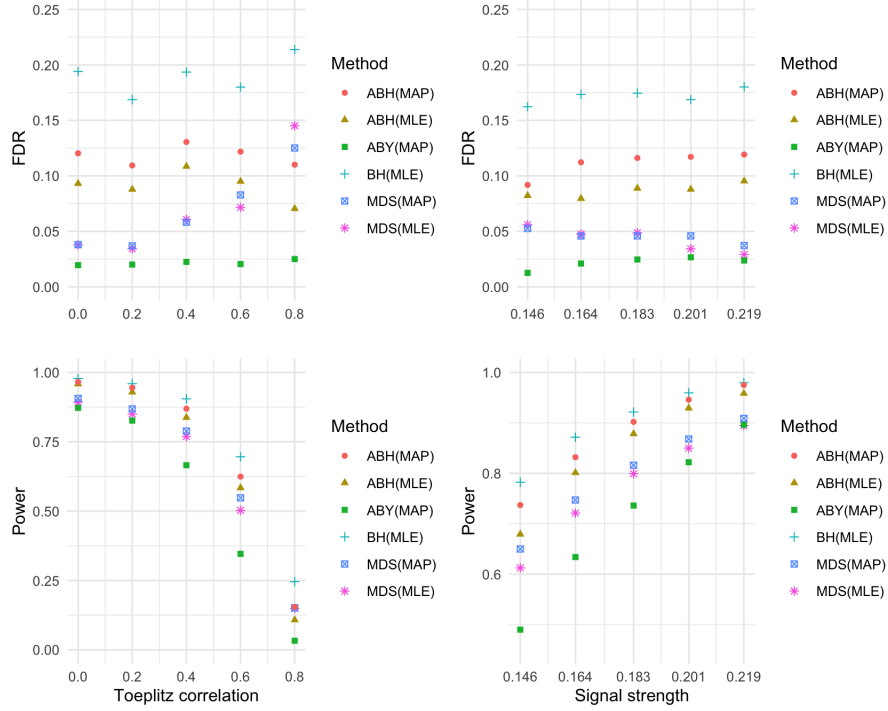 0.25
0.20
0.15
0.10
0.05
0.00
FDR
0.0 0.2 0.4 0.6 0.8
Method
ABH(MAP)
ABH(MLE)
ABY(MAP)
BH(MLE)
MDS(MAP)
MDS(MLE)
0.25
0.20
0.15
0.10
0.05
0.00
FDR
0.146 0.164 0.183 0.201 0.219
Method
ABH(MAP)
ABH(MLE)
ABY(MAP)
BH(MLE)
MDS(MAP)
MDS(MLE)
1.00
0.75
0.50
0.25
0.00
Power
0.0 0.2 0.4 0.6 0.8
Toeplitz correlation
Method
ABH(MAP)
ABH(MLE)
ABY(MAP)
BH(MLE)
MDS(MAP)
MDS(MLE)
1.0
0.8
0.6
Power
0.146 0.164 0.183 0.201 0.219
Signal strength
Method
ABH(MAP)
ABH(MLE)
ABY(MAP)
BH(MLE)
MDS(MAP)
MDS(MLE)